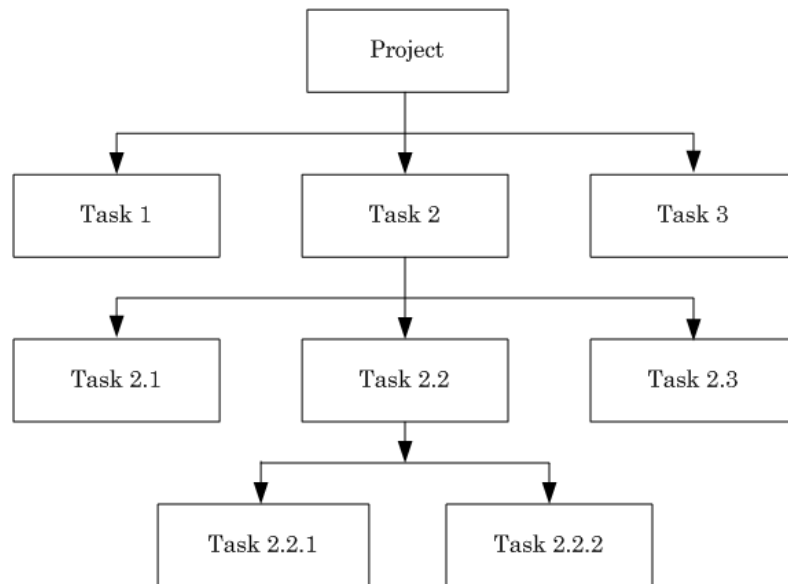 Project
Task 1
Task 2
Task 3
Task 2.1
Task 2.2
Task 2.3
Task 2.2.1
Task 2.2.2